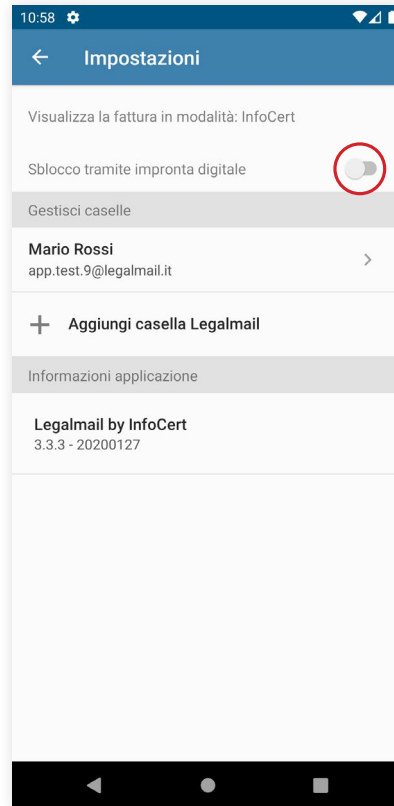 10:58
Impostazioni
Visualizza la fattura in modalità: InfoCert
Sblocco tramite impronta digitale
Gestisci caselle
Mario Rossi
app.test.9@legalmail.it
Aggiungi casella Legalmail
Informazioni applicazione
Legalmail by InfoCert
3.3.3 - 20200127